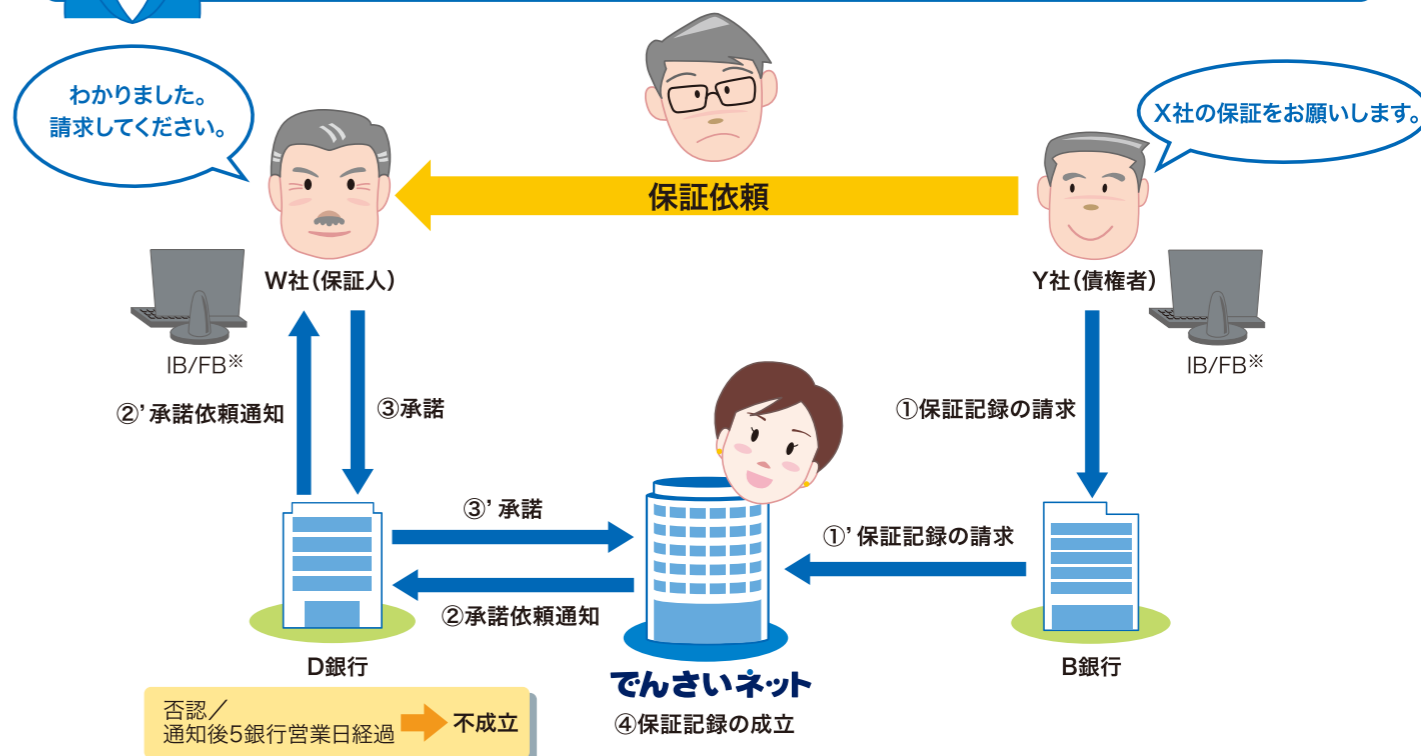 わかりました。
請求してください。
X社の保証をお願いします。
保証依頼
W社(保証人)
Y社(債権者)
IB/FB※
IB/FB※
②’承諾依頼通知
③承諾
①保証記録の請求
③’承諾
①’保証記録の請求
②承諾依頼通知
D銀行
でんさいネット
B銀行
④保証記録の成立
否認／
通知後5銀行営業日経過
不成立